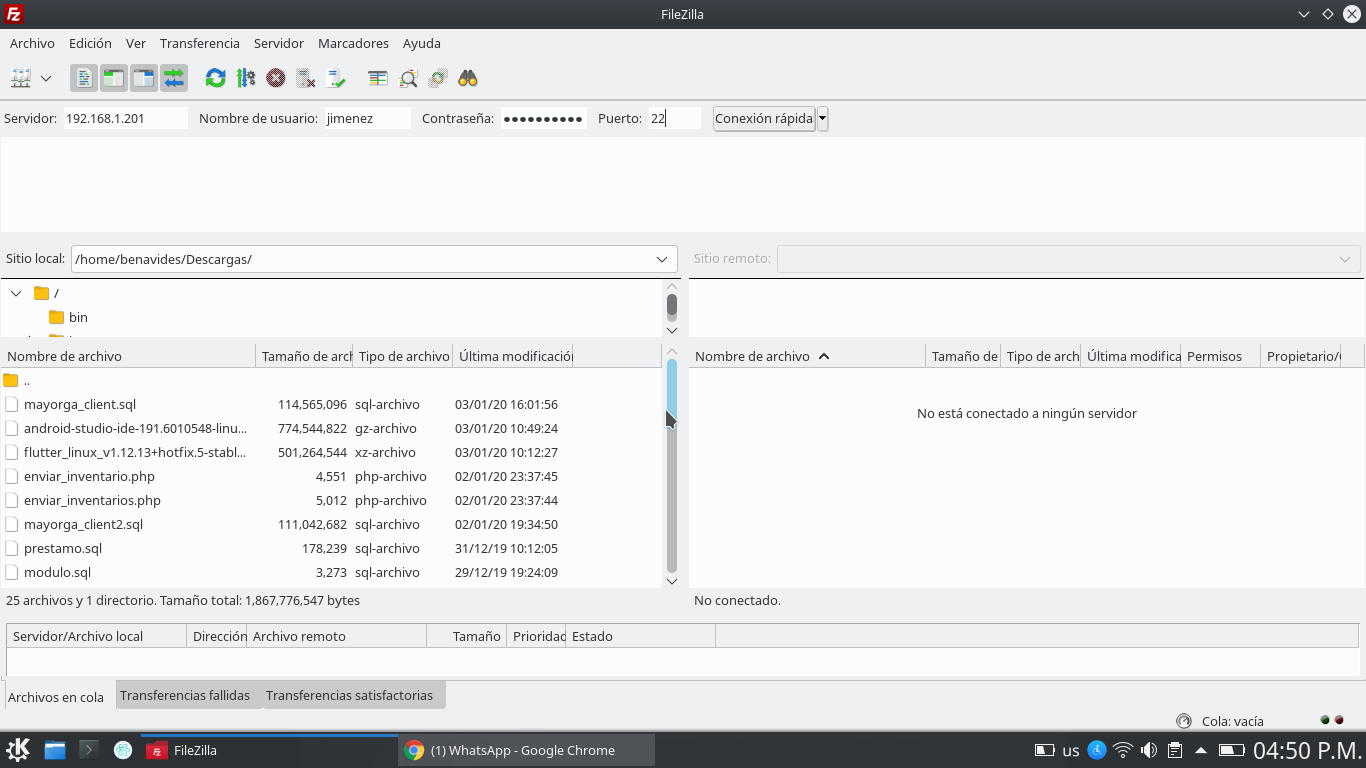 FileZilla
Archivo Edición Ver Transferencia Servidor Marcadores Ayuda
Servidor: 192.168.1.201 Nombre de usuario: jimenez Contraseña: ●●●●●●●●●● Puerto: 22 Conexión rápida
Sitio local: /home/benavides/Descargas/ Sitio remoto:
/
bin
Nombre de archivo Tamaño de arch Tipo de archivo Última modificació Nombre de archivo Tamaño de Tipo de arch Última modifica Permisos Propietario/
..
mayorga_client.sql 114,565,096 sql-archivo 03/01/20 16:01:56
No está conectado a ningún servidor
android-studio-ide-191.6010548-linu... 774,544,822 gz-archivo 03/01/20 10:49:24
flutter_linux_v1.12.13+hotfix.5-stabl... 501,264,544 xz-archivo 03/01/20 10:12:27
enviar_inventario.php 4,551 php-archivo 02/01/20 23:37:45
enviar_inventarios.php 5,012 php-archivo 02/01/20 23:37:44
mayorga_client2.sql 111,042,682 sql-archivo 02/01/20 19:34:50
prestamo.sql 178,239 sql-archivo 31/12/19 10:12:05
modulo.sql 3,273 sql-archivo 29/12/19 19:24:09
25 archivos y 1 directorio. Tamaño total: 1,867,776,547 bytes No conectado.
Servidor/Archivo local Dirección Archivo remoto Tamaño Prioridad Estado
Archivos en cola Transferencias fallidas Transferencias satisfactorias
Cola: vacía
FileZilla (1) WhatsApp - Google Chrome us 04:50 P.M.